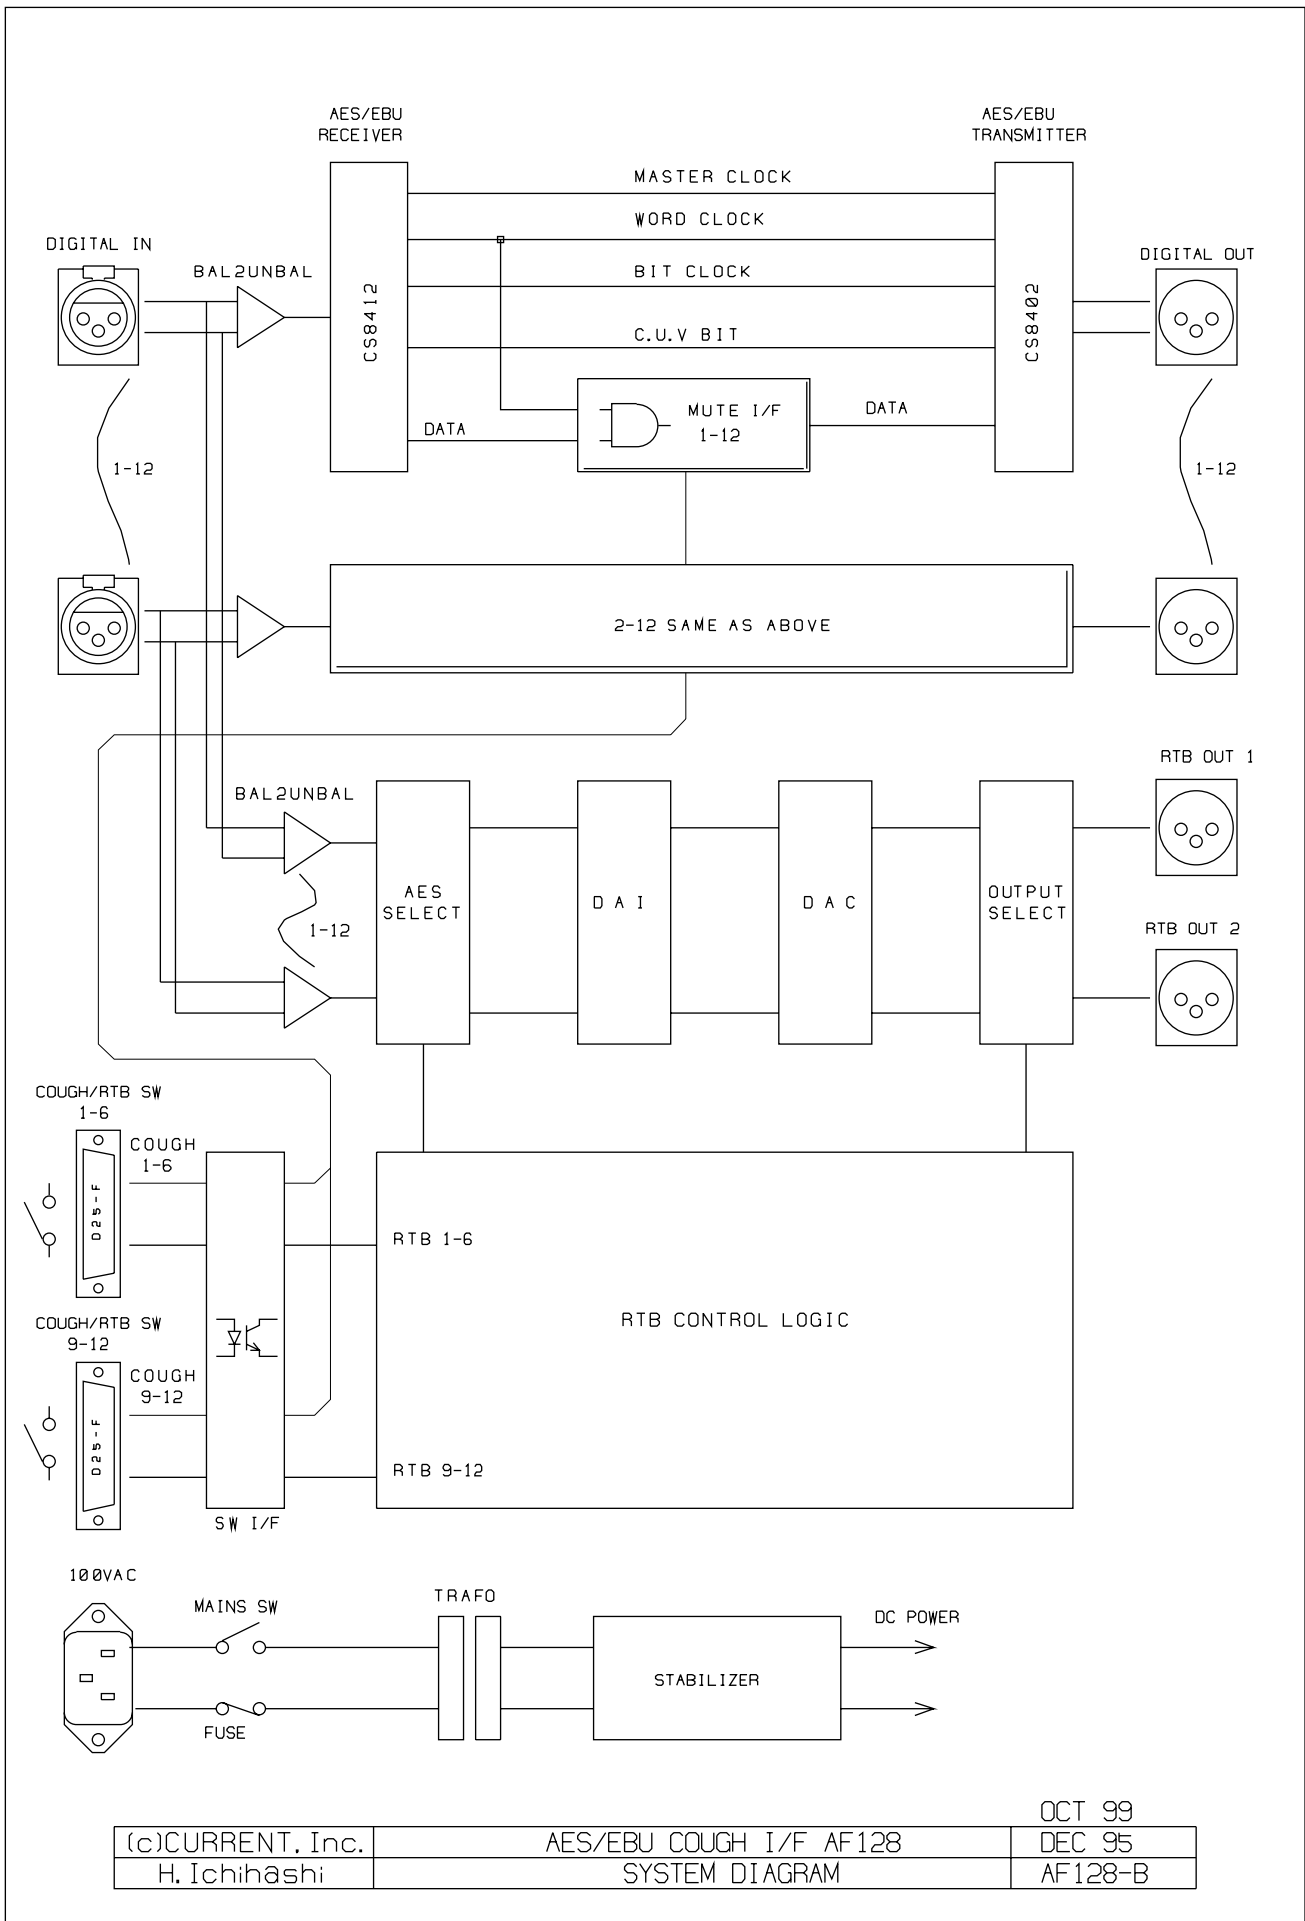 AES/EBU
RECEIVER
AES/EBU
TRANSMITTER
MASTER CLOCK
WORD CLOCK
DIGITAL IN
DIGITAL OUT
BAL2UNBAL
BIT CLOCK
CS8412
CS8402
C.U.V BIT
MUTE I/F
1-12
DATA
DATA
1-12
1-12
2-12 SAME AS ABOVE
RTB OUT 1
BAL2UNBAL
AES
SELECT
D A I
D A C
OUTPUT
SELECT
1-12
RTB OUT 2
COUGH/RTB SW
1-6
COUGH
1-6
D25-F
RTB 1-6
RTB CONTROL LOGIC
COUGH/RTB SW
9-12
COUGH
9-12
D25-F
RTB 9-12
SW I/F
100VAC
MAINS SW
TRAFO
DC POWER
STABILIZER
FUSE
OCT 99
(c)CURRENT, Inc.
AES/EBU COUGH I/F AF128
DEC 95
H. Ichihashi
SYSTEM DIAGRAM
AF128-B